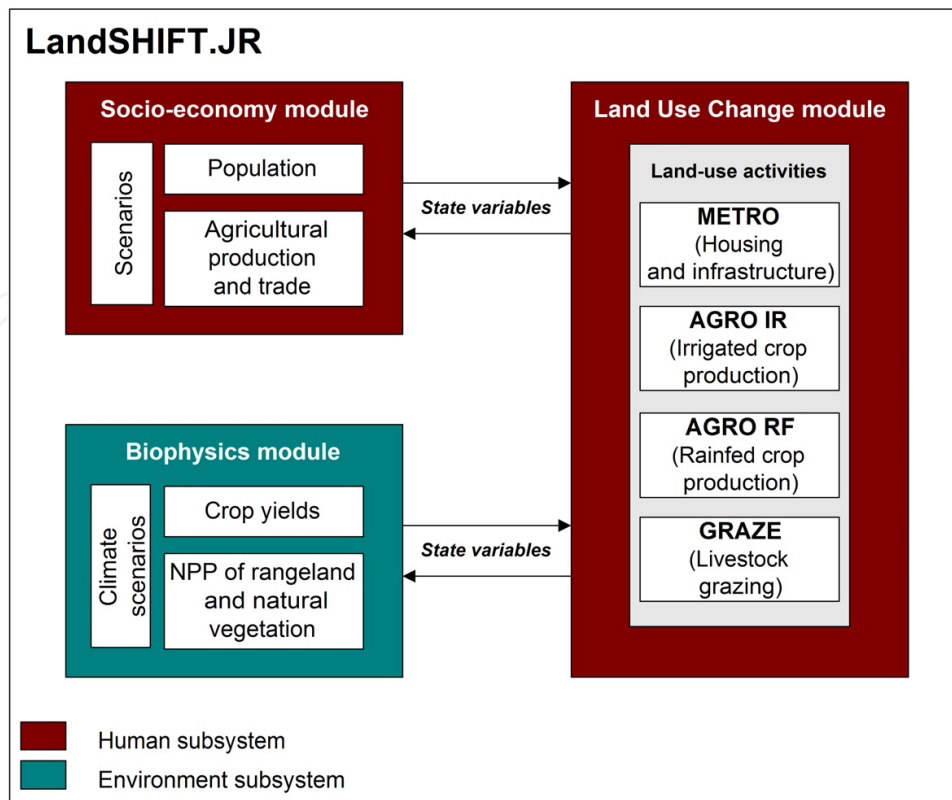 LandSHIFT.JR
Socio-economy module
Scenarios
Population
Agricultural
production
and trade
State variables
Land Use Change module
Land-use activities
METRO
(Housing
and infrastructure)
AGRO IR
(Irrigated crop
production)
AGRO RF
(Rainfed crop
production)
GRAZE
(Livestock
grazing)
Biophysics module
Climate
scenarios
Crop yields
NPP of rangeland
and natural
vegetation
State variables
Human subsystem
Environment subsystem